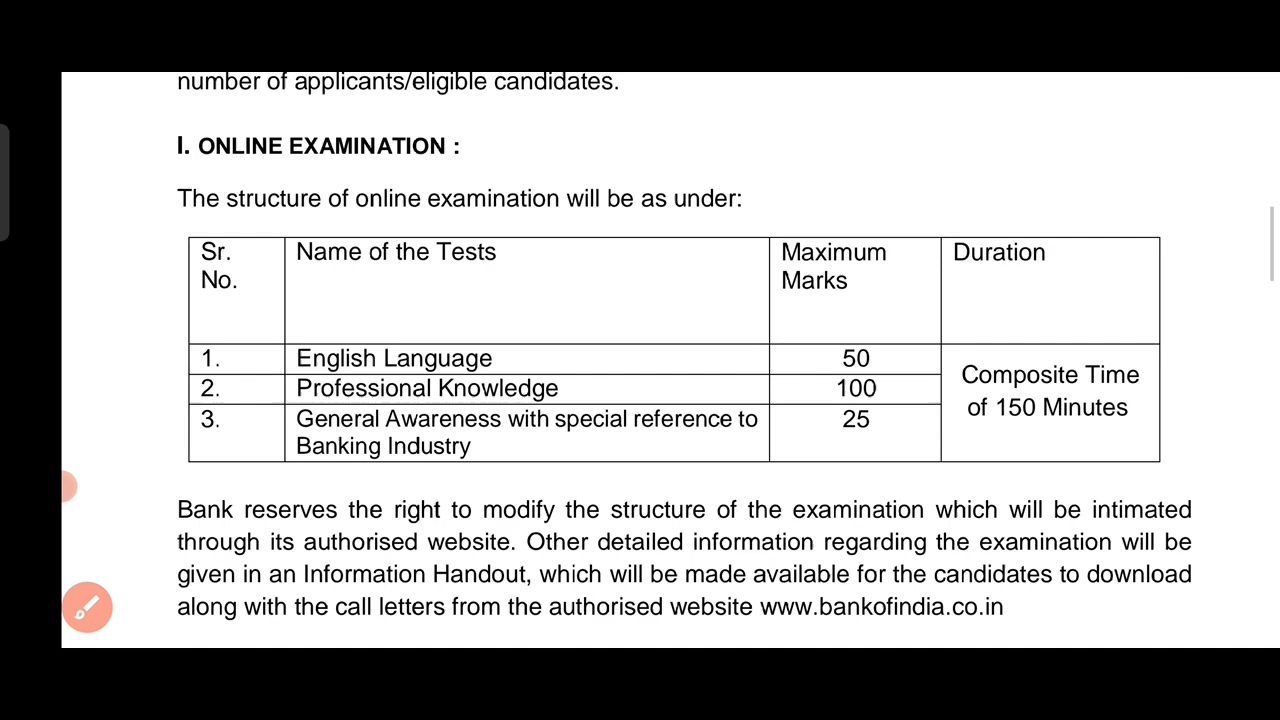 number of applicants/eligible candidates.
I. ONLINE EXAMINATION :
The structure of online examination will be as under:
Sr. No. Name of the Tests Maximum Marks Duration
1. English Language 50 Composite Time of 150 Minutes
2. Professional Knowledge 100
3. General Awareness with special reference to Banking Industry 25
Bank reserves the right to modify the structure of the examination which will be intimated
through its authorised website. Other detailed information regarding the examination will be
given in an Information Handout, which will be made available for the candidates to download
along with the call letters from the authorised website www.bankofindia.co.in